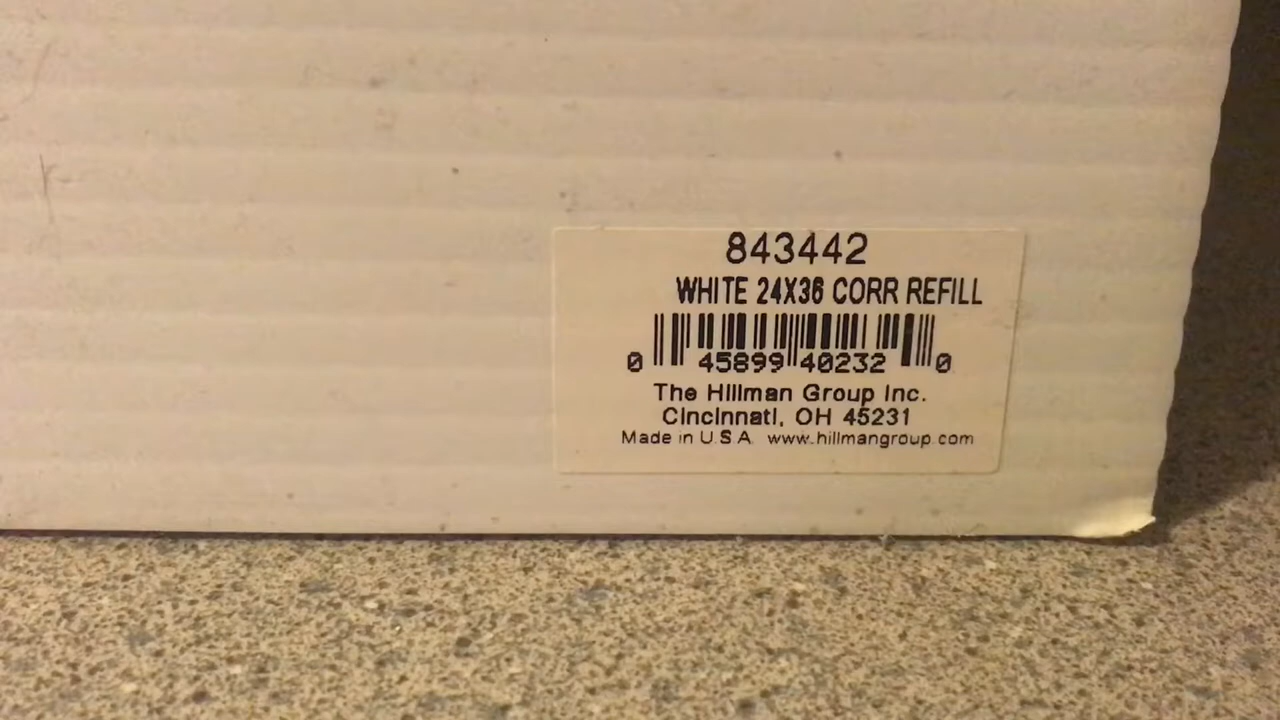 843442
WHITE 24X36 CORR REFILL
0 45899 40232 0
The Hillman Group Inc.
Cincinnati, OH 45231
Made in U.S.A. www.hillmangroup.com